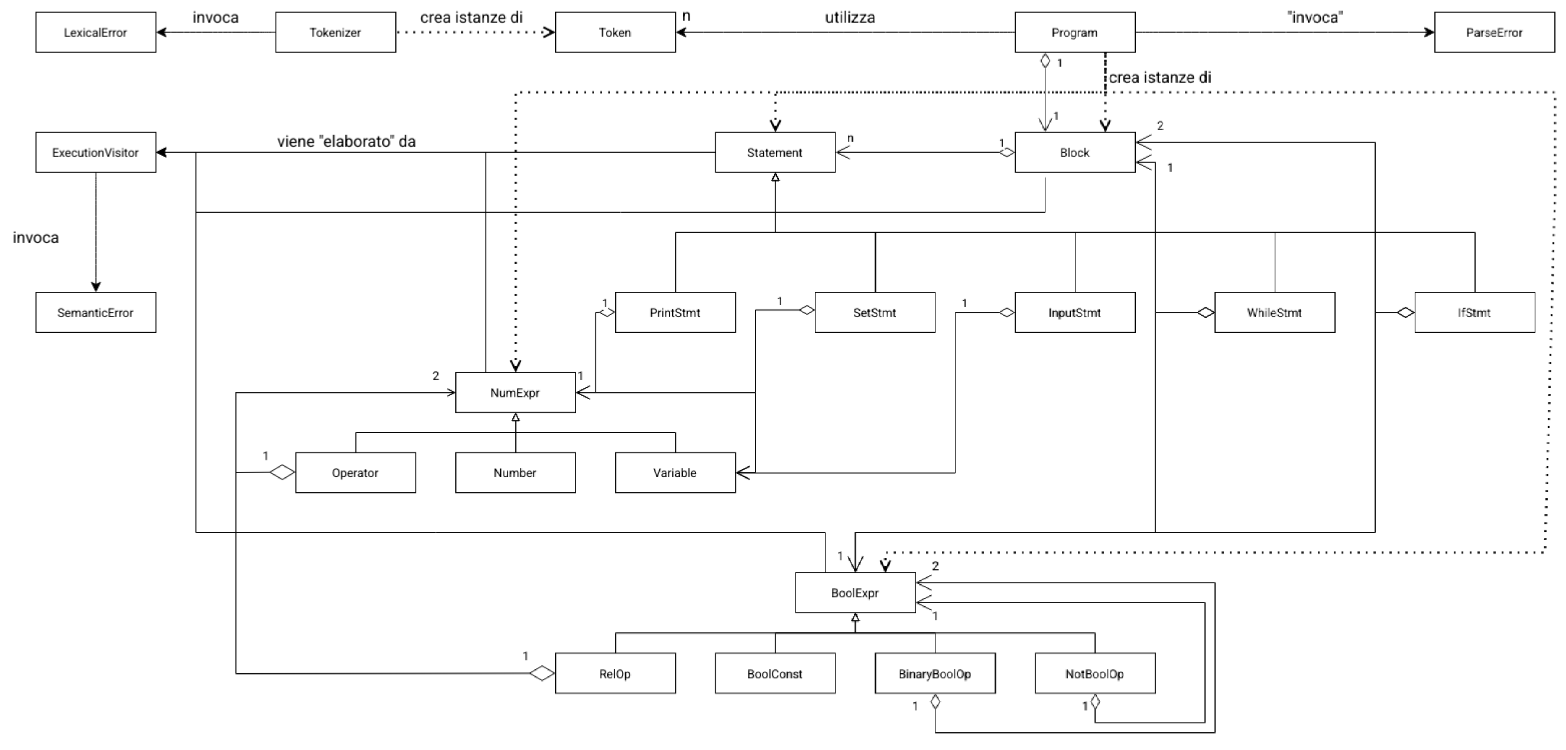 LexicalError
invoca
Tokenizer
crea istanze di
Token
n
utilizza
Program
"invoca"
ParseError
1
crea istanze di
1
2
ExecutionVisitor
viene "elaborato" da
Statement
n
1
Block
1
invoca
SemanticError
1
PrintStmt
1
SetStmt
1
InputStmt
WhileStmt
IfStmt
2
NumExpr
1
1
Operator
Number
Variable
1
2
BoolExpr
1
1
RelOp
BoolConst
BinaryBoolOp
NotBoolOp
1
1